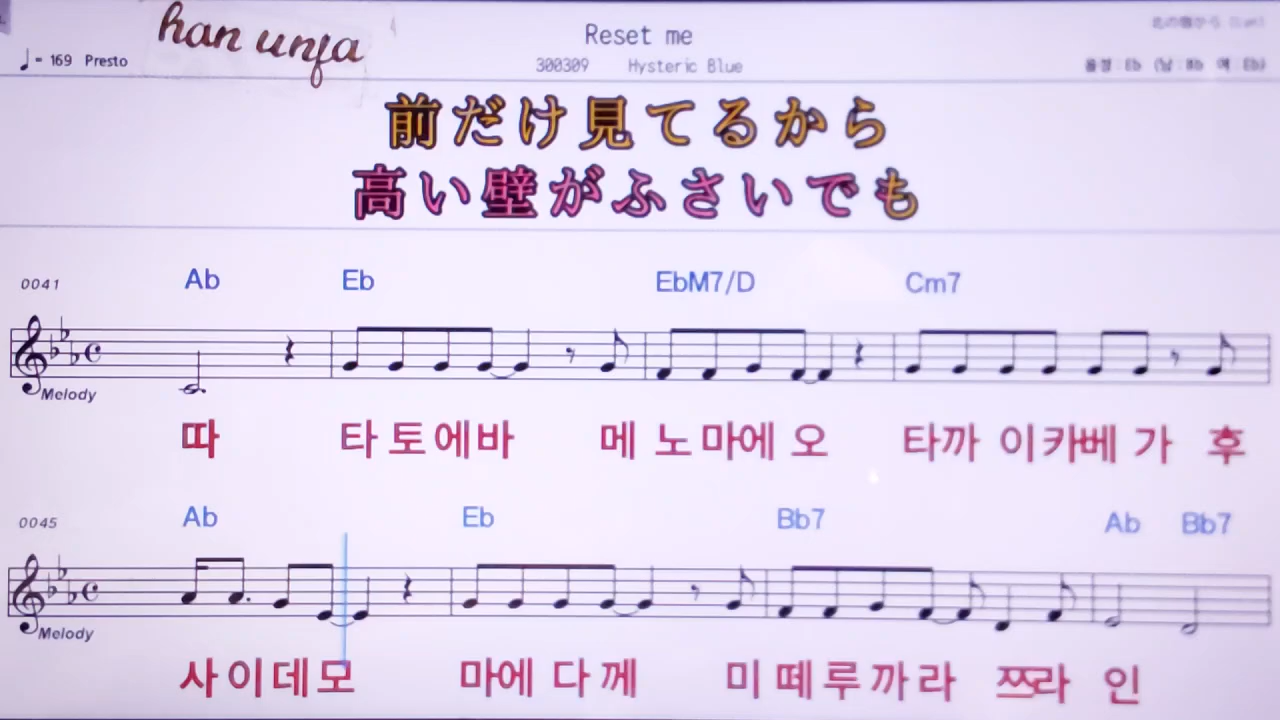 han unfa
Reset me
♩= 169 Presto
300309 Hysteric Blue
前だけ見てるから
高い壁がふさいでも
0041 Ab Eb EbM7/D Cm7
Melody
따 타토에바 메 노마에 오 타까 이카베 가 후
0045 Ab Eb Bb7 Ab Bb7
Melody
사이데모 마에 다께 미 떼루까라 쯔라 인